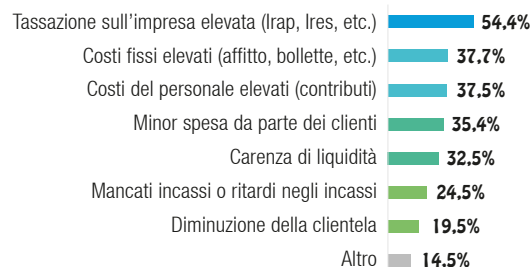 Tassazione sull'impresa elevata (Irap, Ires, etc.) 54,4%
Costi fissi elevati (affitto, bollette, etc.) 37,7%
Costi del personale elevati (contributi) 37,5%
Minor spesa da parte dei clienti 35,4%
Carenza di liquidità 32,5%
Mancati incassi o ritardi negli incassi 24,5%
Diminuzione della clientela 19,5%
Altro 14,5%